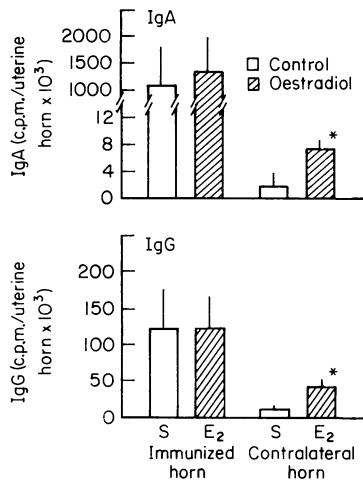 IgA
Control
Oestradiol
IgA (c.p.m./uterine
horn x 10³)
2000
1000
12
8
4
0
*
IgG
IgG (c.p.m./uterine
horn x 10³)
200
150
100
50
0
*
S E₂ S E₂
Immunized Contralateral
horn horn